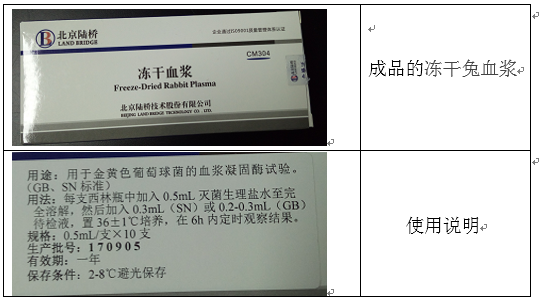 北京陆桥
LAND BRIDGE
企业通过ISO9001质量管理体系认证
CM304
冻干血浆
Freeze-Dried Rabbit Plasma
北京陆桥技术股份有限公司
BEIJING LAND BRIDGE TECHNOLOGY CO., LTD.
成品的冻干兔血浆
用途：用于金黄色葡萄球菌的血浆凝固酶试验。
(GB、SN 标准)
用法：每支西林瓶中加入 0.5mL 灭菌生理盐水至完
全溶解，然后加入 0.3mL（SN）或 0.2-0.3mL（GB）
待检液，置 36±1℃培养，在 6h 内定时观察结果。
规格：0.5ml/支×10 支
生产批号：170905
有效期：一年
保存条件：2-8℃避光保存
使用说明